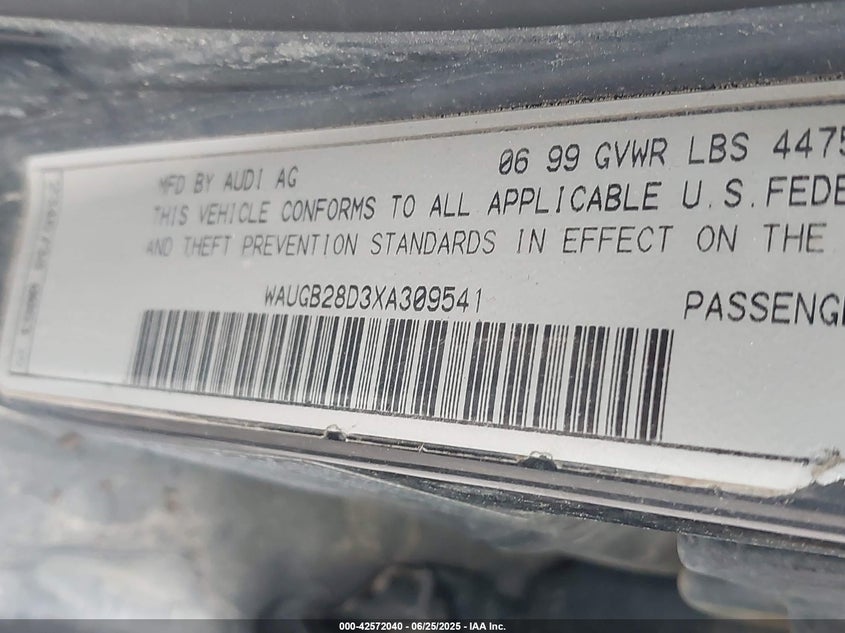 06 99 GVWR LBS 4475
MFD BY AUDI AG
THIS VEHICLE CONFORMS TO ALL APPLICABLE U.S.FEDE
AND THEFT PREVENTION STANDARDS IN EFFECT ON THE
WAUGB28D3XA309541
PASSENG
000-42572040 - 06/25/2025 - IAA Inc.